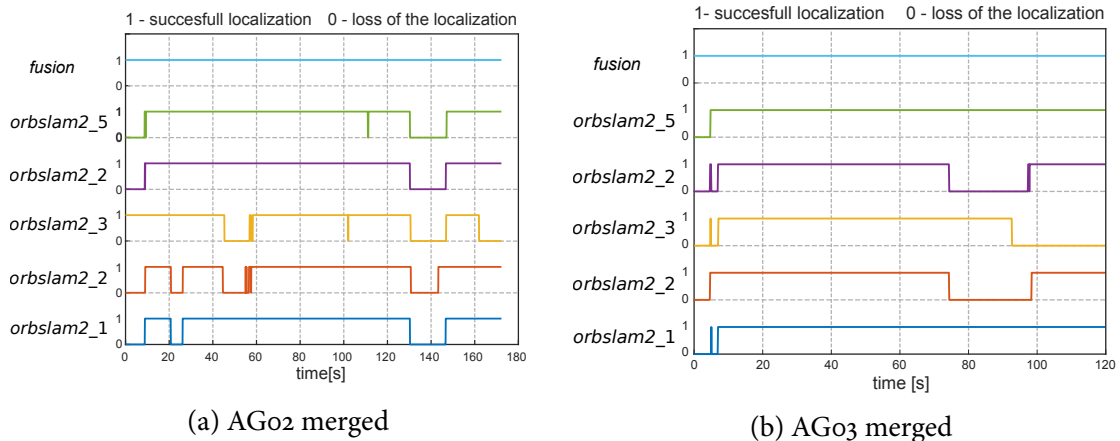 1 - succesfull localization 0 - loss of the localization
fusion
1
0
orbslam2_5
1
0
orbslam2_2
1
0
orbslam2_3
1
0
orbslam2_2
1
0
orbslam2_1
1
0
0 20 40 60 80 100 120 140 160 180
time[s]
(a) AG02 merged
1- succesfull localization 0 - loss of the localization
fusion
1
0
orbslam2_5
1
0
orbslam2_2
1
0
orbslam2_3
1
0
orbslam2_2
1
0
orbslam2_1
1
0
0 20 40 60 80 100 120
time [s]
(b) AG03 merged